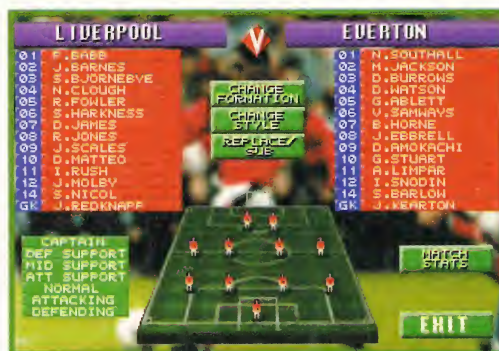 LIVERPOOL
V
EVERTON
01 P.BABB
02 J.BARNES
03 S.BJORNEBYE
04 N.CLOUGH
05 R.FOWLER
06 S.HARKNESS
07 D.JAMES
08 R.JONES
09 J.SCALES
10 D.MATTEO
11 I.RUSH
12 J.MOLBY
14 S.NICOL
GK J.REDKNAPP
CHANGE FORMATION
CHANGE STYLE
REPLACE/SUB
01 N.SOUTHALL
02 M.JACKSON
03 D.BURROWS
04 D.WATSON
05 G.ABLETT
06 V.SAMWAYS
07 B.HORNE
08 J.EBBRELL
09 D.AMOKACHI
10 G.STUART
11 A.LIMPAR
12 I.SNODIN
14 S.BARLOW
GK J.KEARTON
CAPTAIN
DEF SUPPORT
MID SUPPORT
ATT SUPPORT
NORMAL
ATTACKING
DEFENDING
MATCH STATS
EXIT